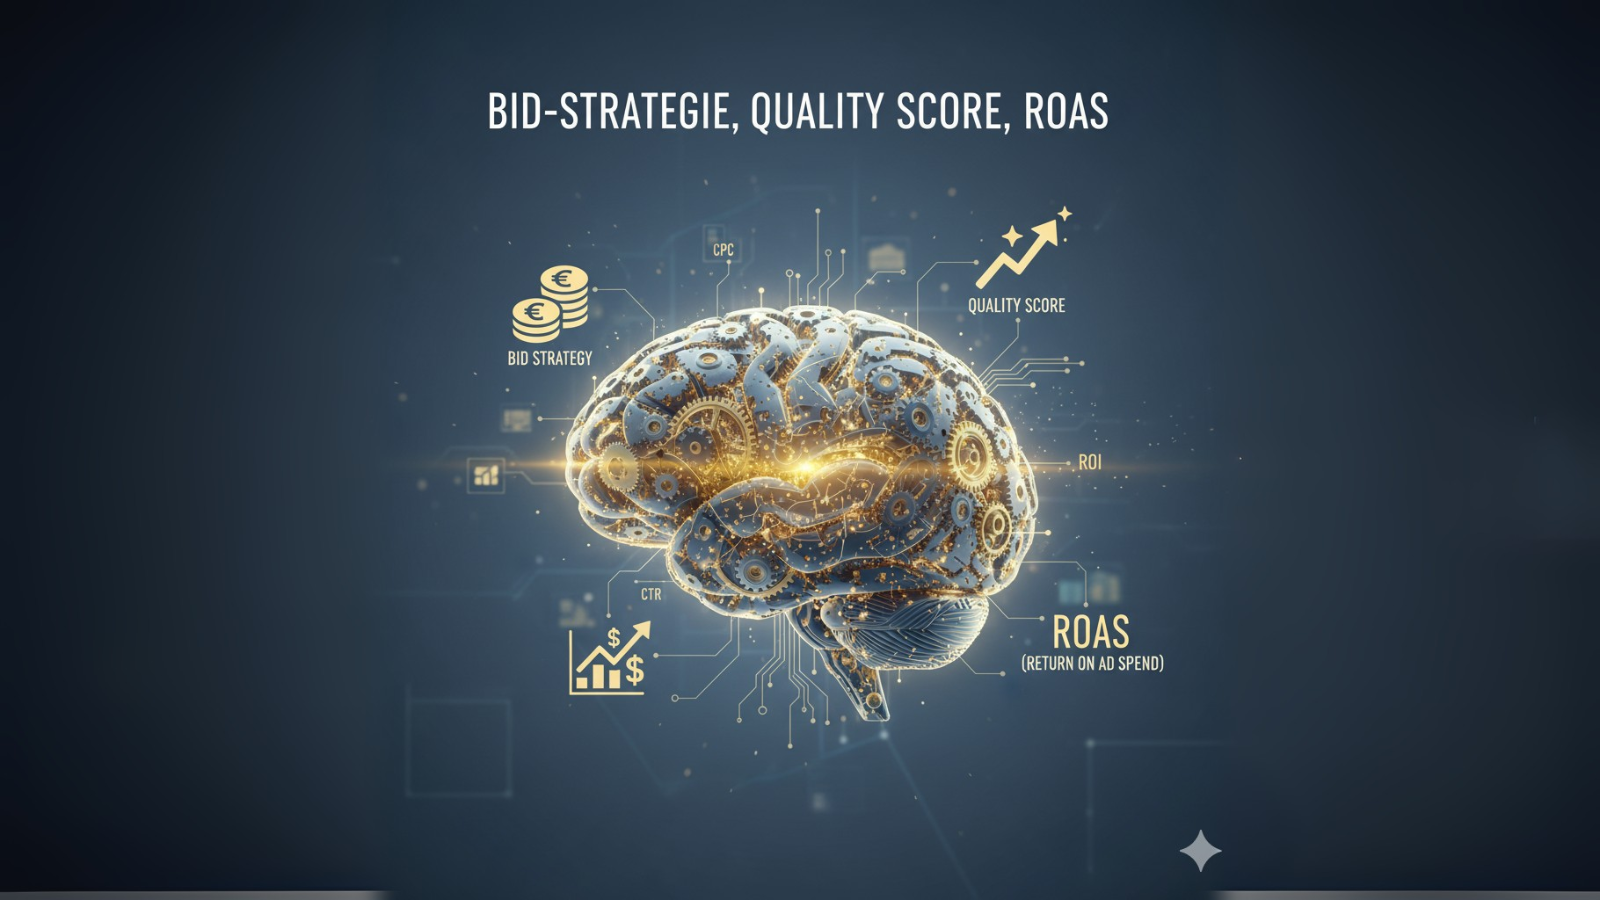 BID-STRATEGIE, QUALITY SCORE, ROAS
CPC
QUALITY SCORE
€
€
BID STRATEGY
ROI
CTR
$
$
ROAS
(RETURN ON AD SPEND)